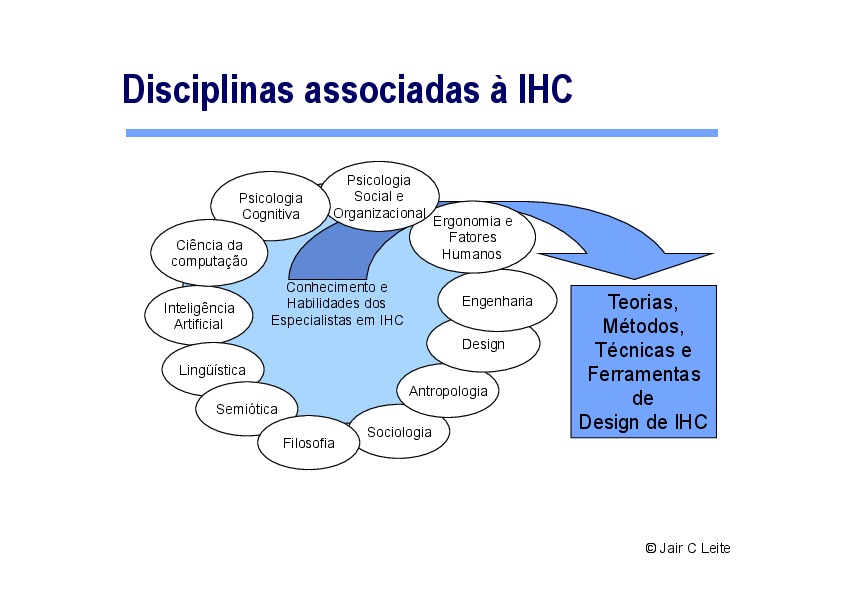 Disciplinas associadas à IHC
Psicologia
Social e
Organizacional
Psicologia
Cognitiva
Ergonomia e
Fatores
Humanos
Ciência da
computação
Conhecimento e
Habilidades dos
Especialistas em IHC
Engenharia
Inteligência
Artificial
Design
Lingüística
Antropologia
Semiótica
Sociologia
Filosofia
Teorias,
Métodos,
Técnicas e
Ferramentas
de
Design de IHC
© Jair C Leite